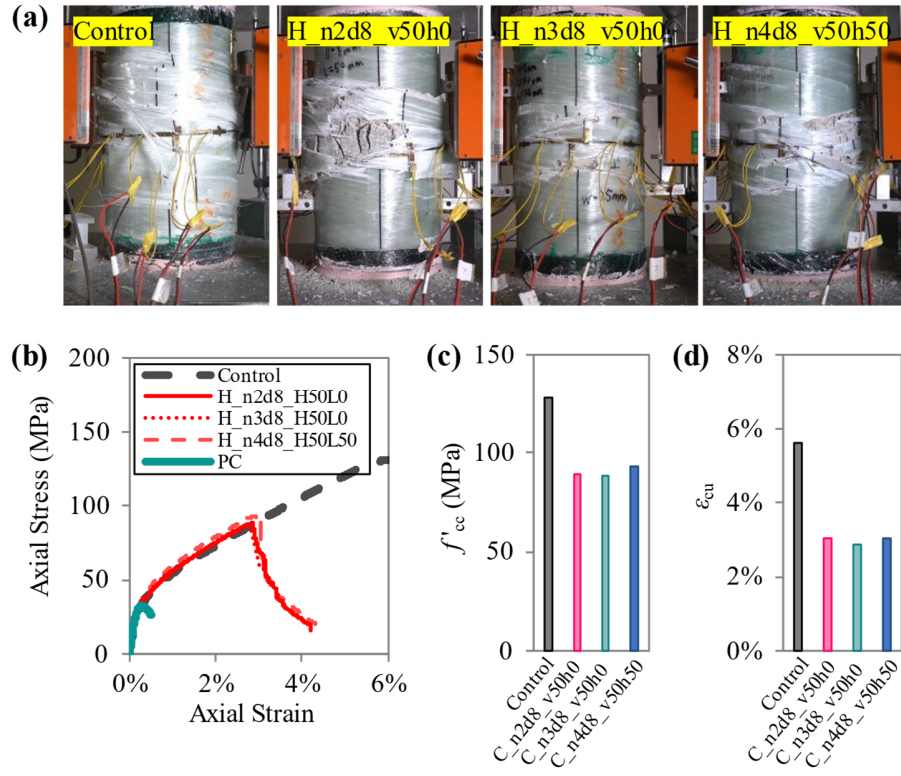 (a)
Control
H_n2d8_v50h0
H_n3d8_v50h0
H_n4d8_v50h50
(b)
Axial Stress (MPa)
200
150
100
50
0
Control
H_n2d8_H50L0
H_n3d8_H50L0
H_n4d8_H50L50
PC
0% 2% 4% 6%
Axial Strain
(c)
f'cc (MPa)
150
100
50
0
Control
C_n2d8_v50h0
C_n3d8_v50h0
C_n4d8_v50h50
(d)
εcu
8%
6%
4%
2%
0%
Control
C_n2d8_v50h0
C_n3d8_v50h0
C_n4d8_v50h50